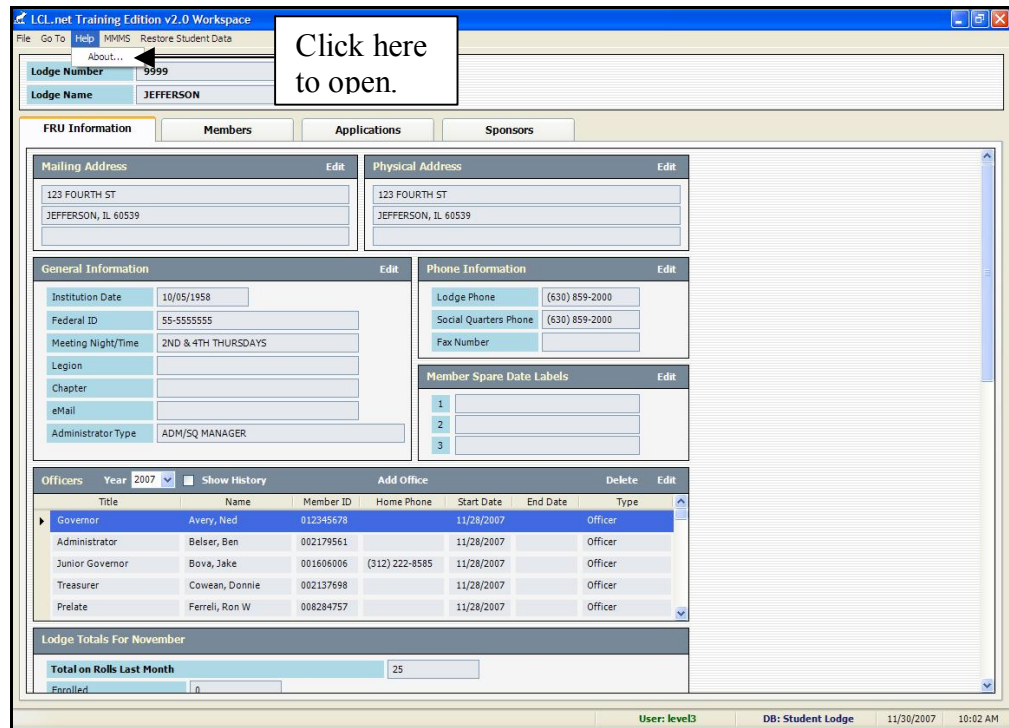 LCL.net Training Edition v2.0 Workspace
File Go To Help MMMS Restore Student Data
About...
Click here
to open.
Lodge Number 9999
Lodge Name JEFFERSON
FRU Information Members Applications Sponsors
Mailing Address Edit Physical Address Edit
123 FOURTH ST 123 FOURTH ST
JEFFERSON, IL 60539 JEFFERSON, IL 60539
General Information Edit Phone Information Edit
Institution Date 10/05/1958 Lodge Phone (630) 859-2000
Federal ID 55-5555555 Social Quarters Phone (630) 859-2000
Meeting Night/Time 2ND & 4TH THURSDAYS Fax Number
Legion
Member Spare Date Labels Edit
Chapter
1
eMail
2
Administrator Type ADM/SQ MANAGER
3
Officers Year 2007 Show History Add Office Delete Edit
Title Name Member ID Home Phone Start Date End Date Type
Governor Avery, Ned 012345678 11/28/2007 Officer
Administrator Belser, Ben 002179561 11/28/2007 Officer
Junior Governor Bova, Jake 001606006 (312) 222-8585 11/28/2007 Officer
Treasurer Cowean, Donnie 002137698 11/28/2007 Officer
Prelate Ferreli, Ron W 008284757 11/28/2007 Officer
Lodge Totals For November
Total on Rolls Last Month 25
Enrolled 0
User: level3 DB: Student Lodge 11/30/2007 10:02 AM